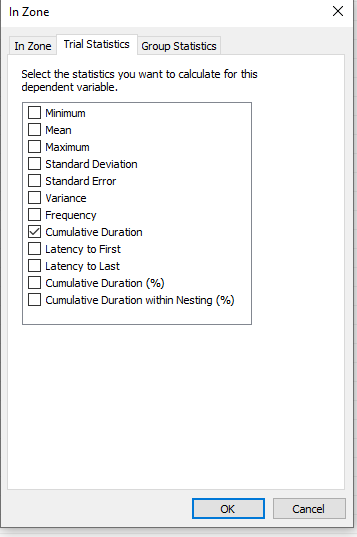 In Zone
In Zone Trial Statistics Group Statistics
Select the statistics you want to calculate for this
dependent variable.
Minimum
Mean
Maximum
Standard Deviation
Standard Error
Variance
Frequency
Cumulative Duration
Latency to First
Latency to Last
Cumulative Duration (%)
Cumulative Duration within Nesting (%)
OK Cancel